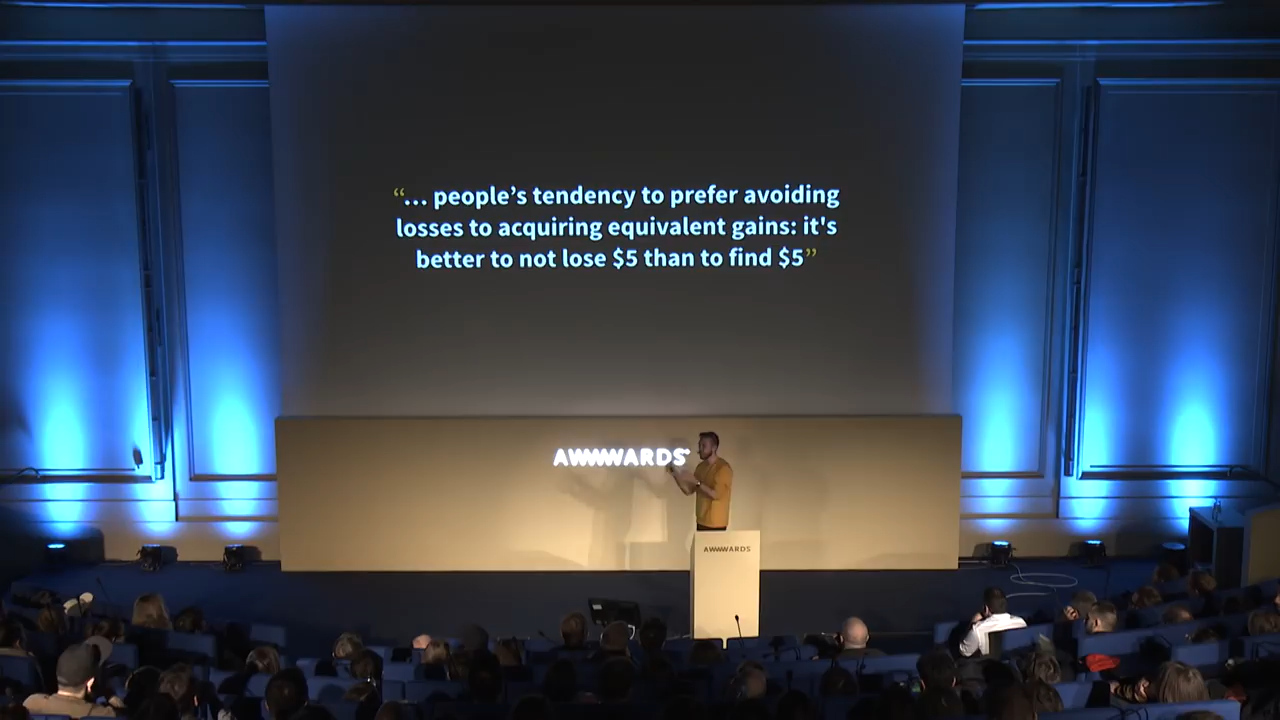 “... people’s tendency to prefer avoiding
losses to acquiring equivalent gains: it's
better to not lose $5 than to find $5”
AWWWARDS
AWWWARDS